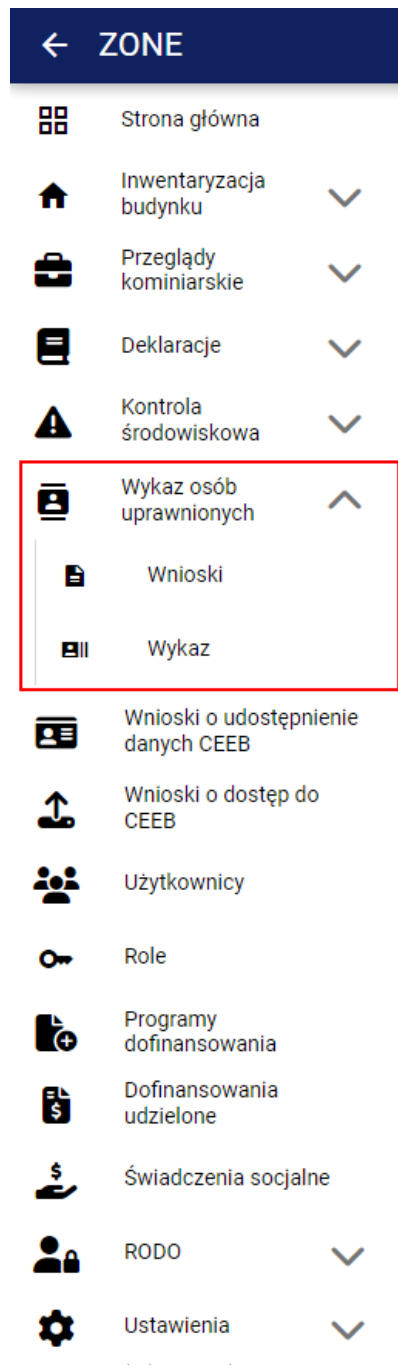 ZONE
Strona główna
Inwentaryzacja
budynku
Przeglądy
kominiarskie
Deklaracje
Kontrola
środowiskowa
Wykaz osób
uprawnionych
Wnioski
Wykaz
Wnioski o udostępnienie
danych CEEB
Wnioski o dostęp do
CEEB
Użytkownicy
Role
Programy
dofinansowania
Dofinansowania
udzielone
Świadczenia socjalne
RODO
Ustawienia